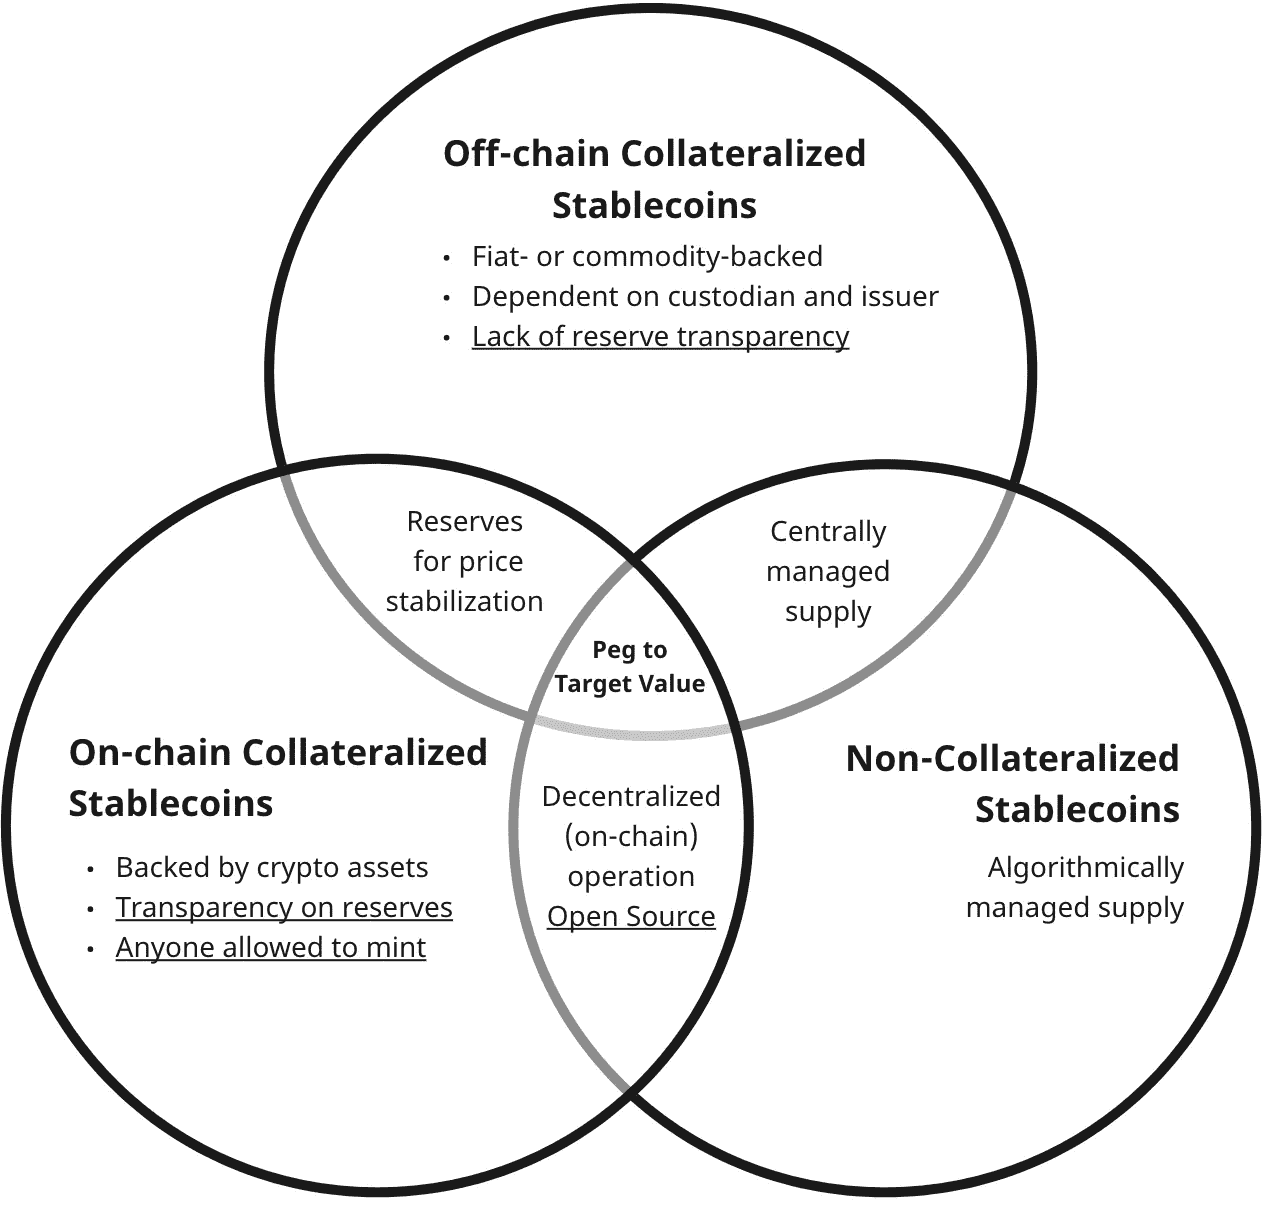 Off-chain Collateralized
Stablecoins
• Fiat- or commodity-backed
• Dependent on custodian and issuer
• Lack of reserve transparency
Reserves
for price
stabilization
Centrally
managed
supply
Peg to
Target Value
On-chain Collateralized
Stablecoins
• Backed by crypto assets
• Transparency on reserves
• Anyone allowed to mint
Decentralized
(on-chain)
operation
Open Source
Non-Collateralized
Stablecoins
Algorithmically
managed supply